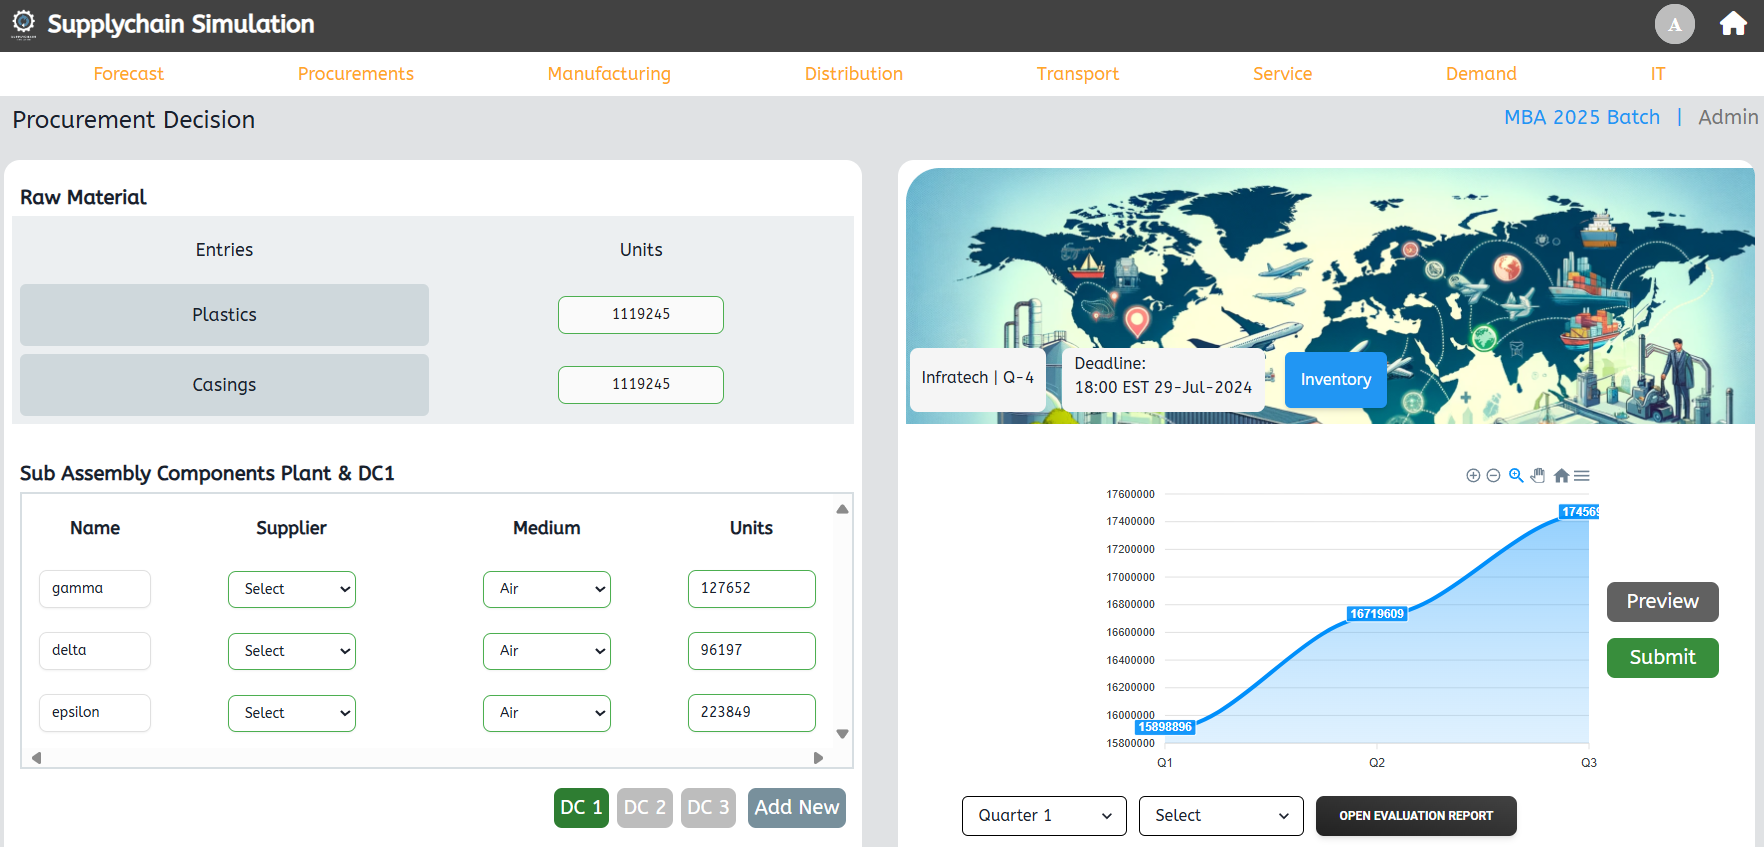 Supplychain Simulation
A
Forecast
Procurements
Manufacturing
Distribution
Transport
Service
Demand
IT
Procurement Decision
MBA 2025 Batch | Admin
Raw Material
Entries Units
Plastics 1119245
Casings 1119245
Sub Assembly Components Plant & DC1
Name Supplier Medium Units
gamma Select Air 127652
delta Select Air 96197
epsilon Select Air 223849
DC 1 DC 2 DC 3 Add New
Infratech | Q-4
Deadline:
18:00 EST 29-Jul-2024
Inventory
17600000
17400000
17200000
17000000
16800000
16600000
16400000
16200000
16000000
15800000
15898896
16719609
174569
Q1 Q2 Q3
Preview
Submit
Quarter 1 Select OPEN EVALUATION REPORT